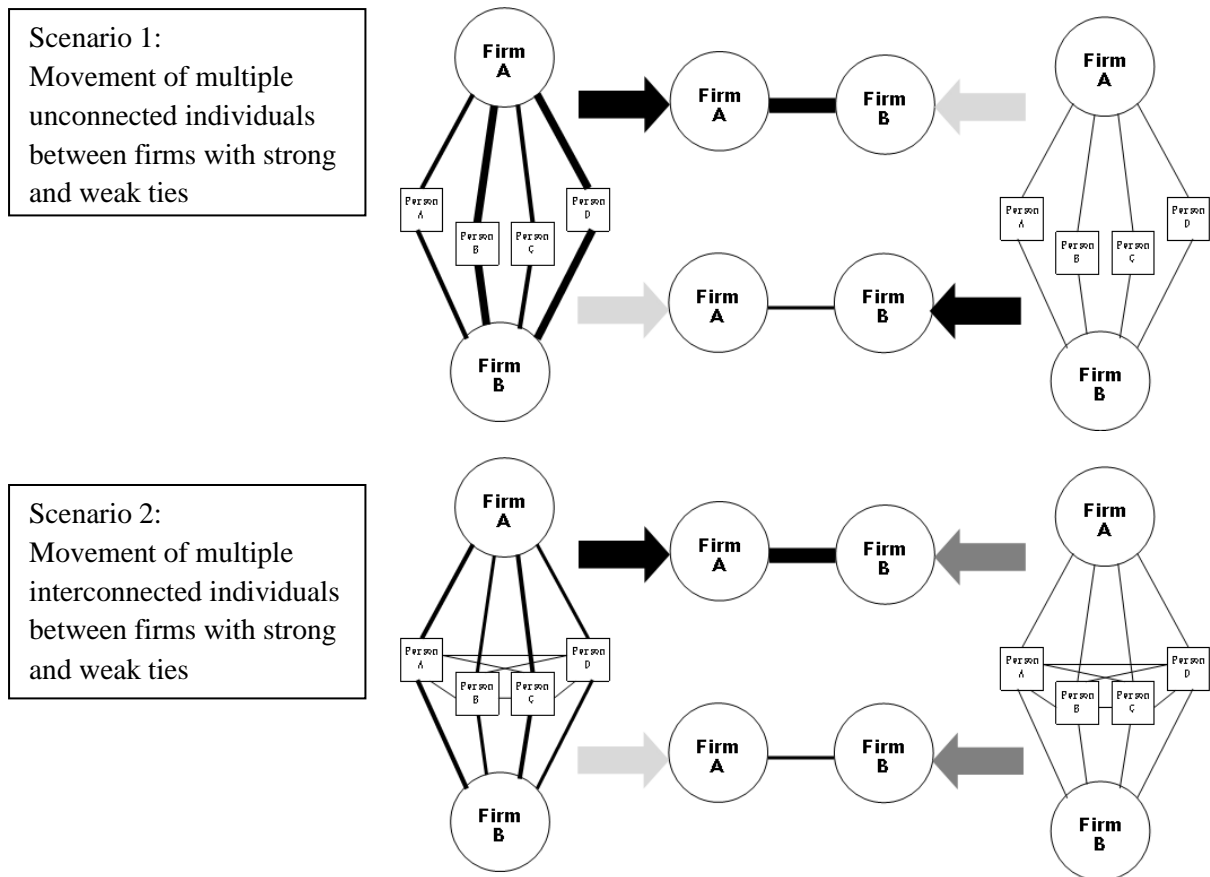 Scenario 1:
Movement of multiple
unconnected individuals
between firms with strong
and weak ties
Firm
A
Person
A
Person
B
Person
C
Person
D
Firm
B
Firm
A
Firm
B
Firm
A
Firm
B
Firm
A
Person
A
Person
B
Person
C
Person
D
Firm
B
Scenario 2:
Movement of multiple
interconnected individuals
between firms with strong
and weak ties
Firm
A
Person
A
Person
B
Person
C
Person
D
Firm
B
Firm
A
Firm
B
Firm
A
Firm
B
Firm
A
Person
A
Person
B
Person
C
Person
D
Firm
B